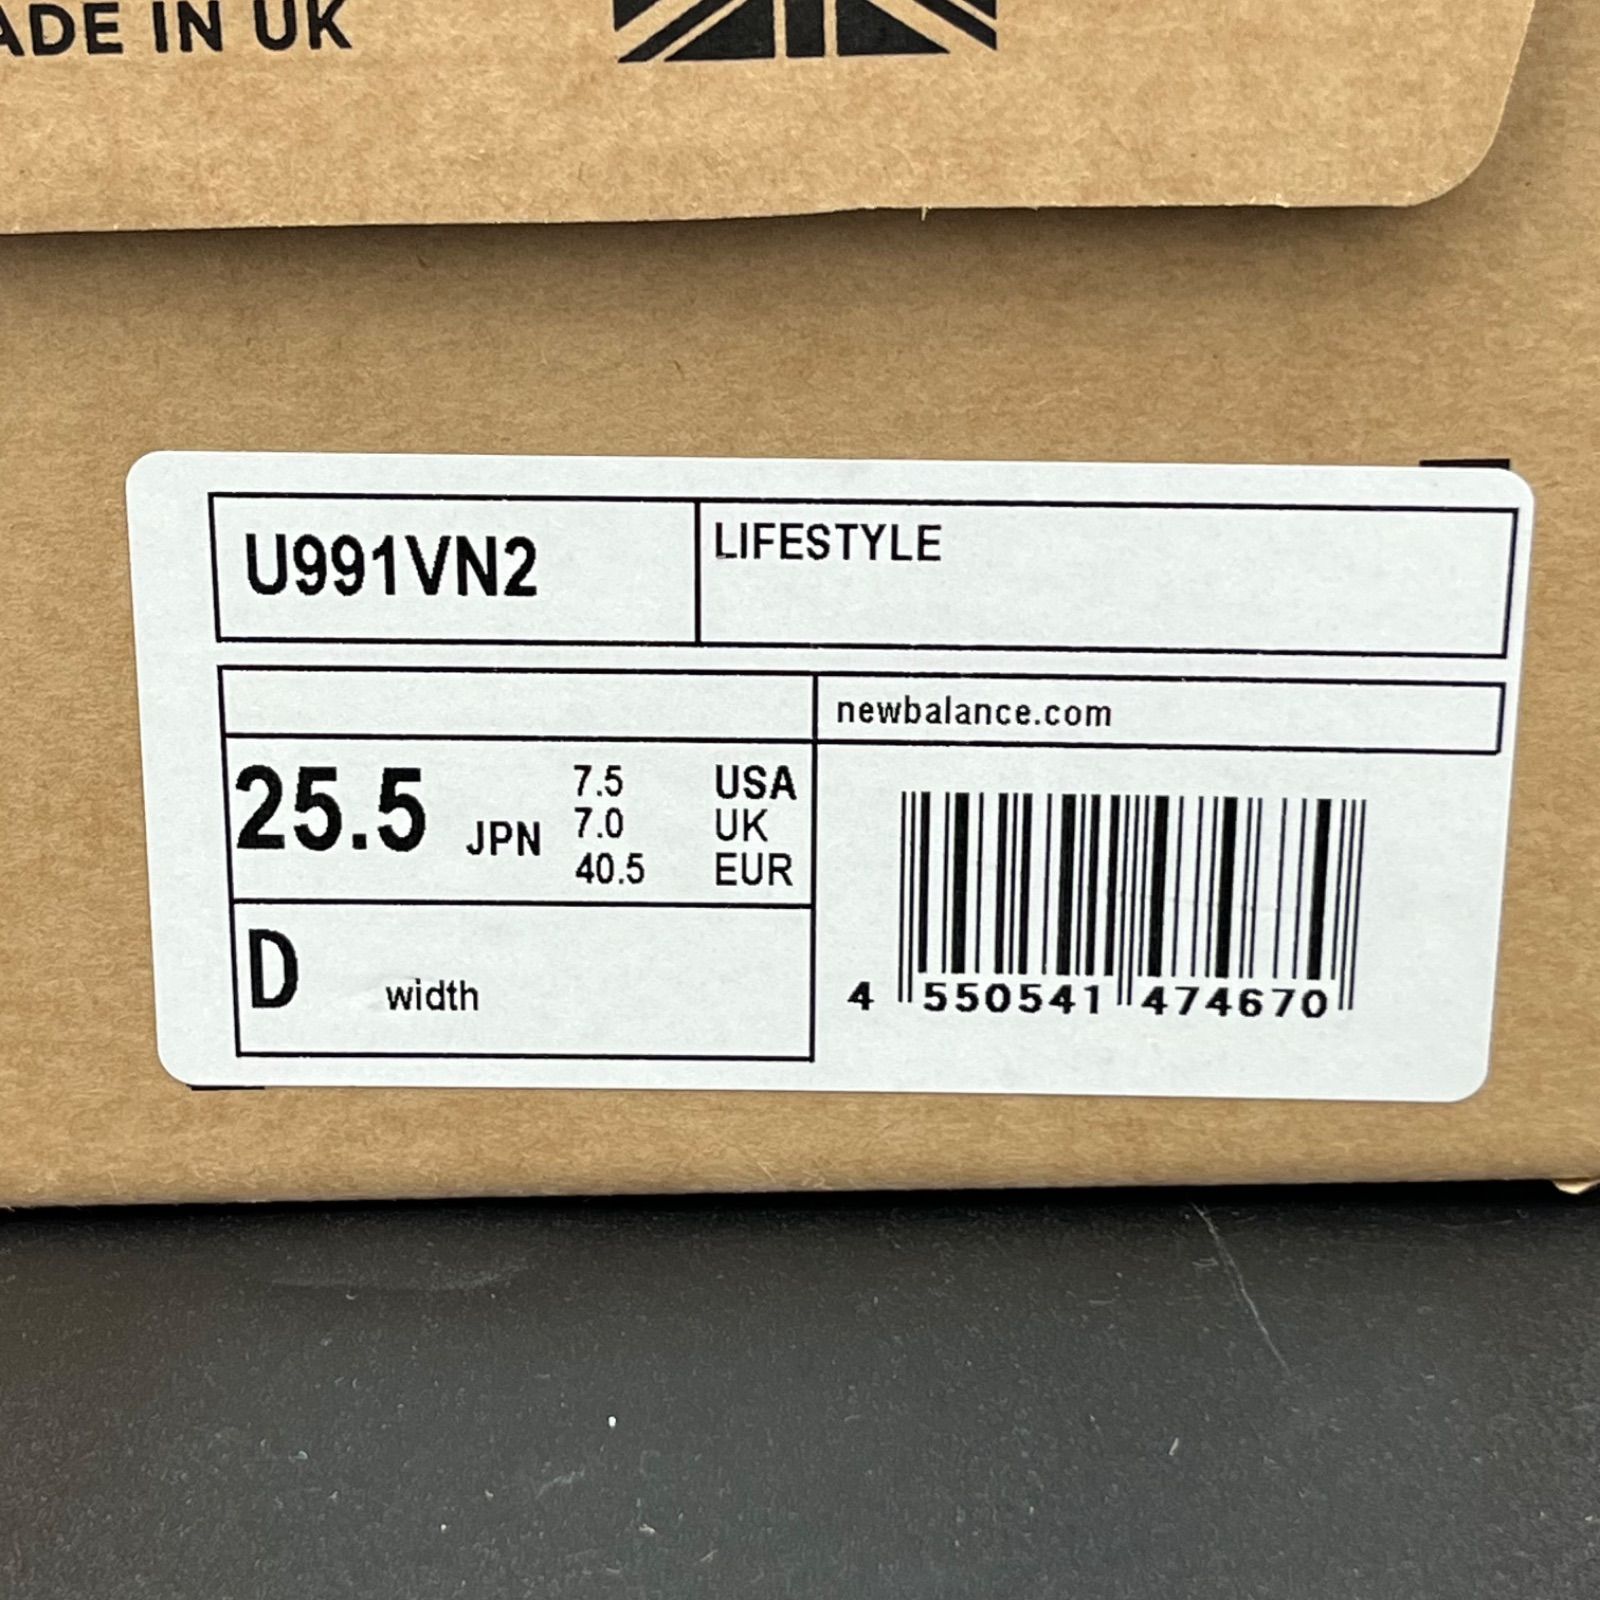 ADE IN UK
U991VN2
LIFESTYLE
newbalance.com
25.5 JPN
7.5 USA
7.0 UK
40.5 EUR
D width
4 550541 474670